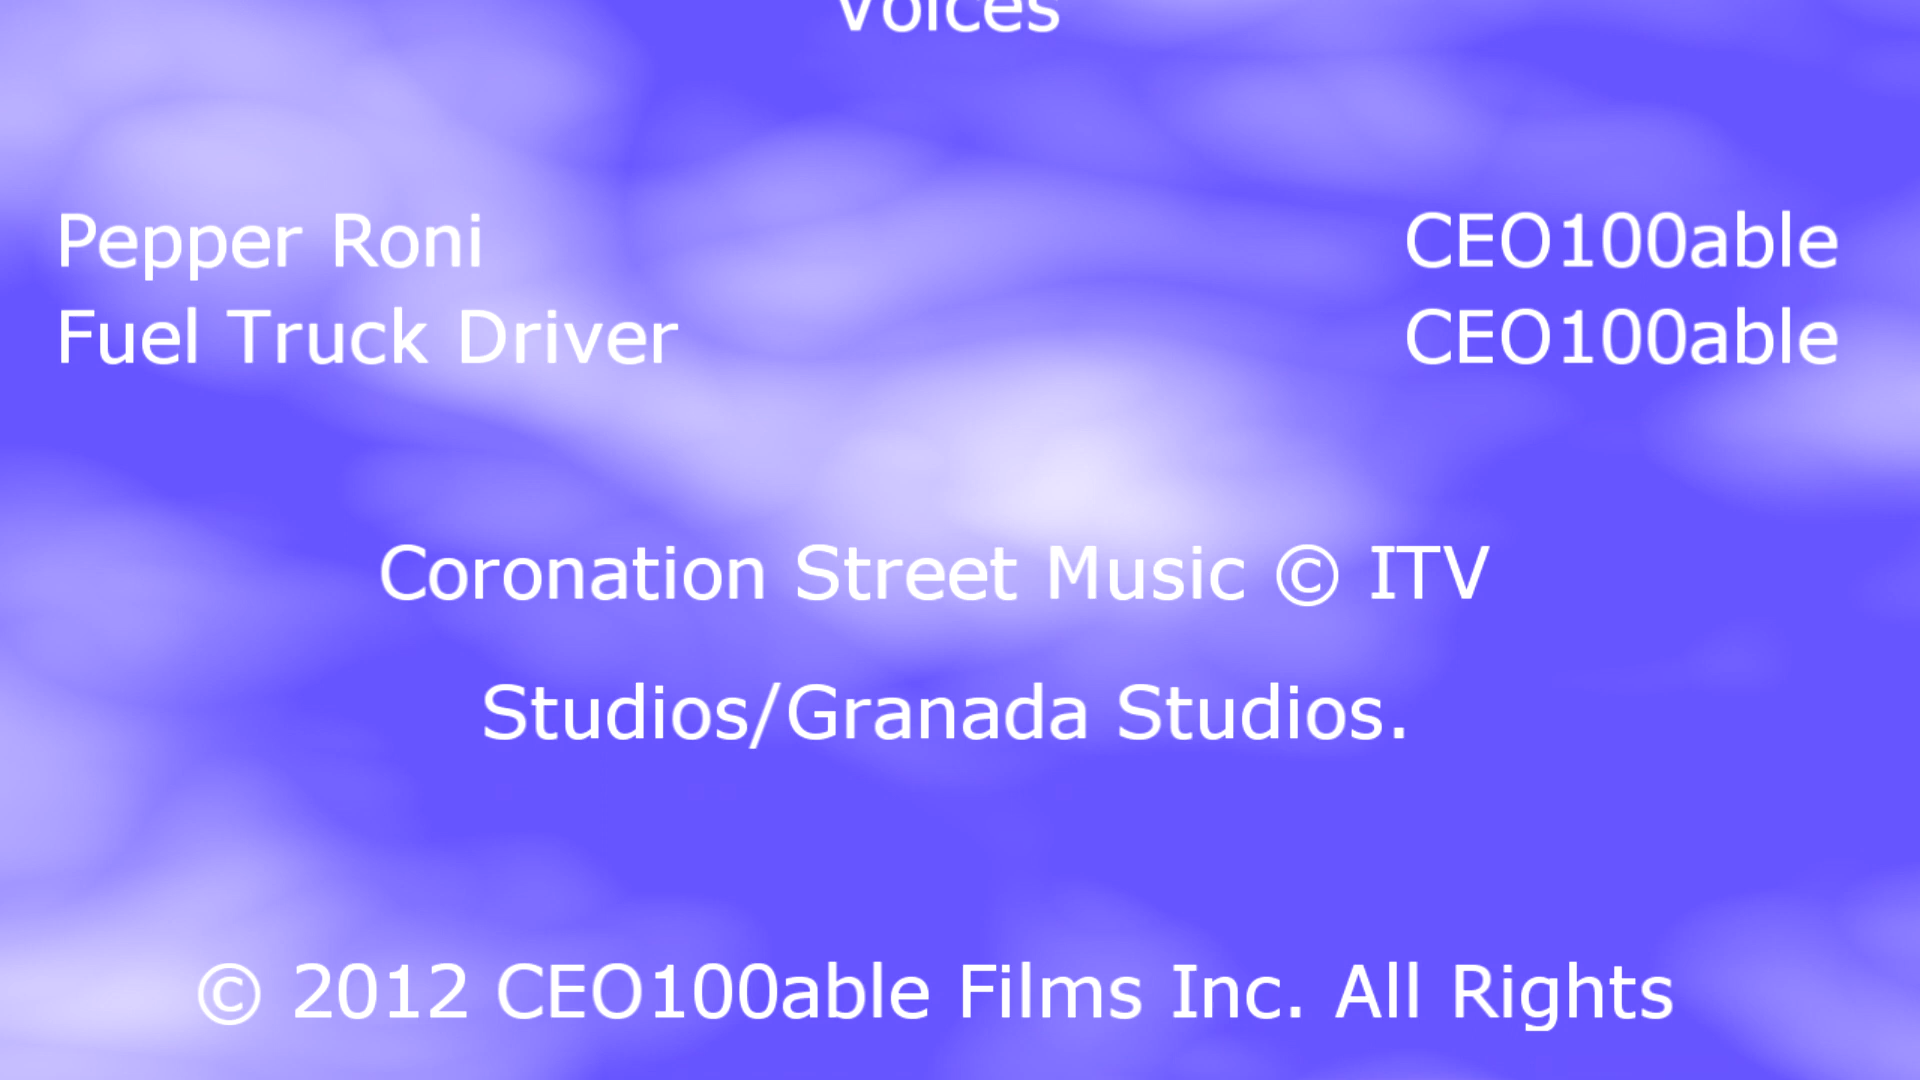 Voices
Pepper Roni CEO100able
Fuel Truck Driver CEO100able
Coronation Street Music © ITV
Studios/Granada Studios.
© 2012 CEO100able Films Inc. All Rights